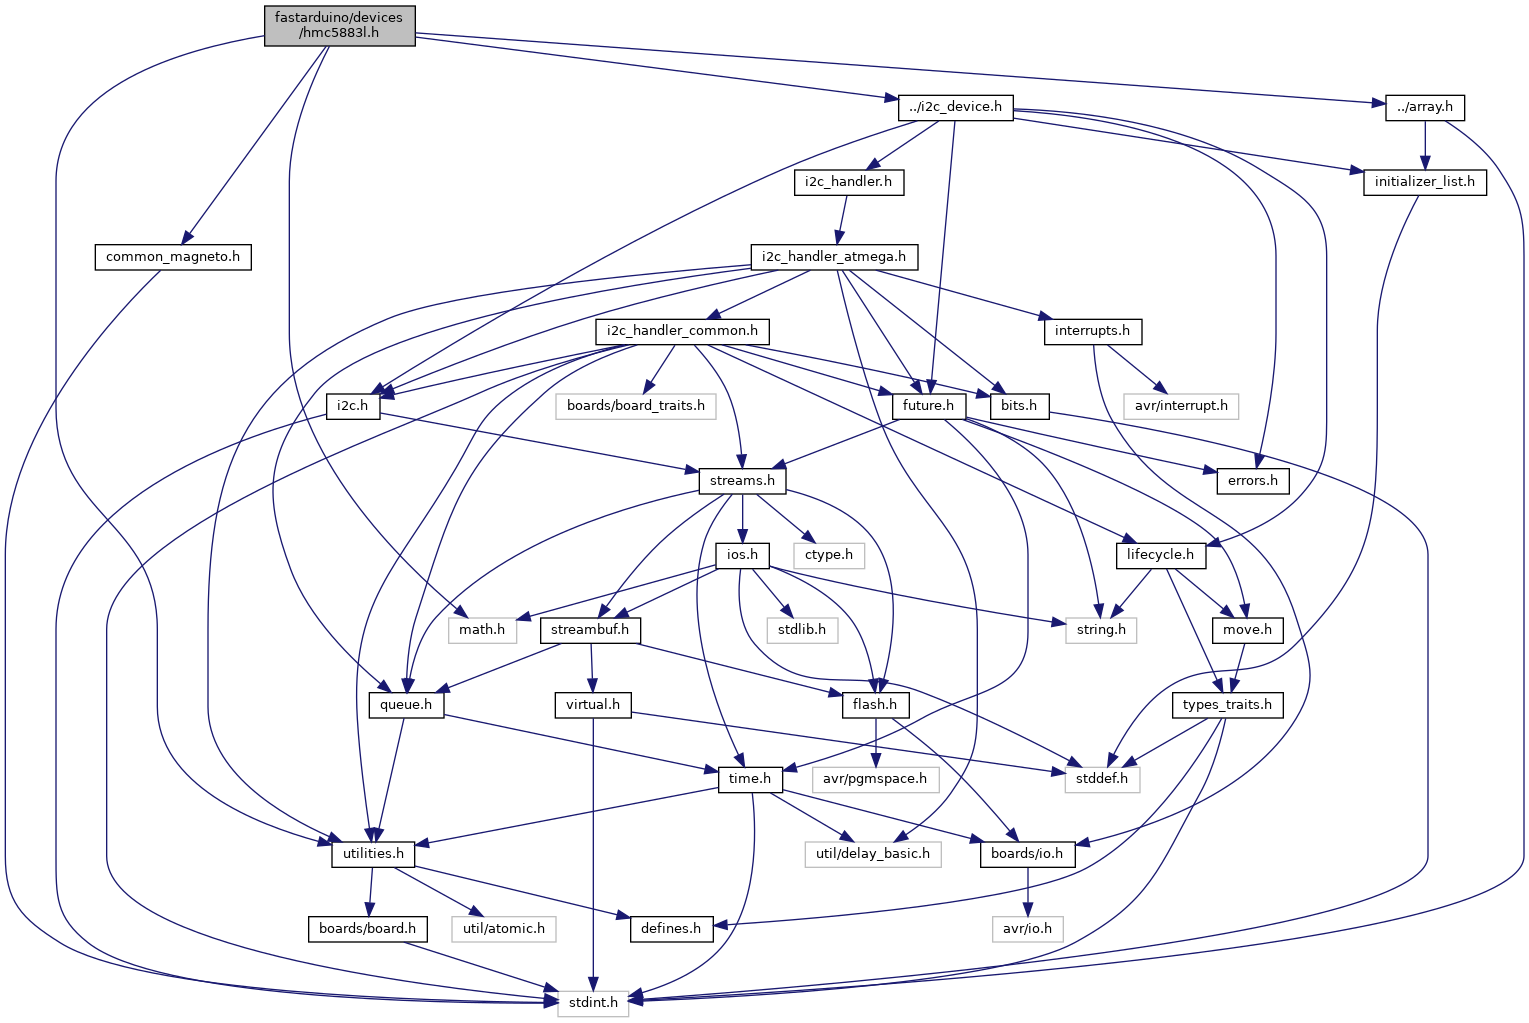 fastarduino/devices
/hmc5883l.h
../i2c_device.h
../array.h
i2c_handler.h
initializer_list.h
common_magneto.h
i2c_handler_atmega.h
i2c_handler_common.h
interrupts.h
i2c.h
boards/board_traits.h
future.h
bits.h
avr/interrupt.h
streams.h
errors.h
ios.h
ctype.h
lifecycle.h
math.h
streambuf.h
stdlib.h
string.h
move.h
queue.h
virtual.h
flash.h
types_traits.h
time.h
avr/pgmspace.h
stddef.h
utilities.h
util/delay_basic.h
boards/io.h
boards/board.h
util/atomic.h
defines.h
avr/io.h
stdint.h